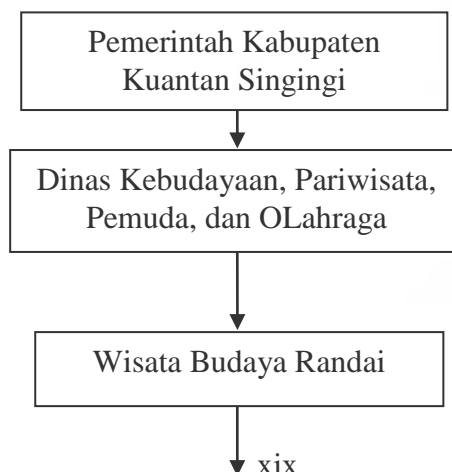 Pemerintah Kabupaten
Kuantan Singingi
Dinas Kebudayaan, Pariwisata,
Pemuda, dan OLahraga
Wisata Budaya Randai
xix